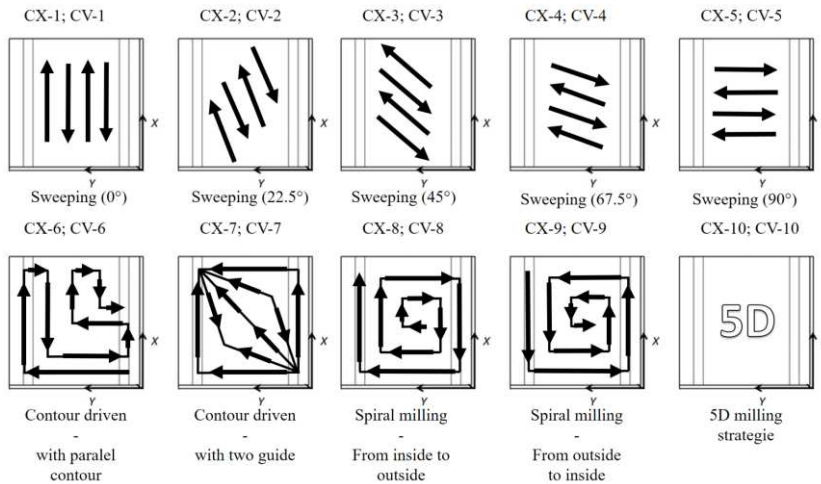 CX-1; CV-1
CX-2; CV-2
CX-3; CV-3
CX-4; CV-4
CX-5; CV-5
X
X
X
X
X
Y
Y
Y
Y
Y
Sweeping (0°)
Sweeping (22.5°)
Sweeping (45°)
Sweeping (67.5°)
Sweeping (90°)
CX-6; CV-6
CX-7; CV-7
CX-8; CV-8
CX-9; CV-9
CX-10; CV-10
5D
X
X
X
X
X
Y
Y
Y
Y
Y
Contour driven
-
with paralel
contour
Contour driven
-
with two guide
Spiral milling
-
From inside to
outside
Spiral milling
-
From outside
to inside
5D milling
strategie